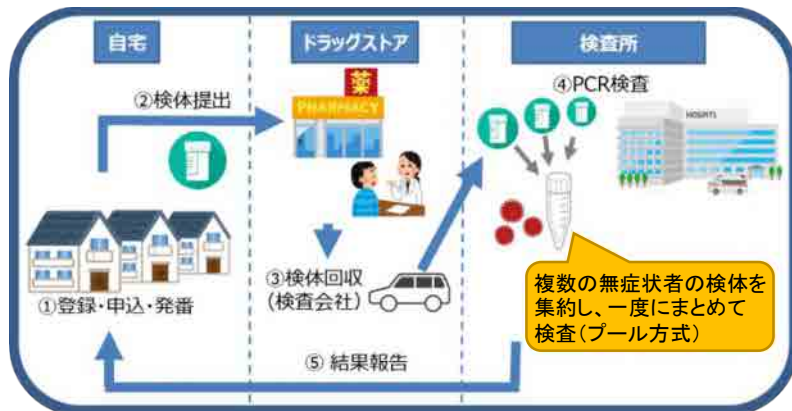 自宅
ドラッグストア
検査所
②検体提出
④PCR検査
薬
PHARMACY
HOSPITL
①登録・申込・発番
③検体回収
(検査会社)
複数の無症状者の検体を
集約し、一度にまとめて
検査(プール方式)
⑤ 結果報告